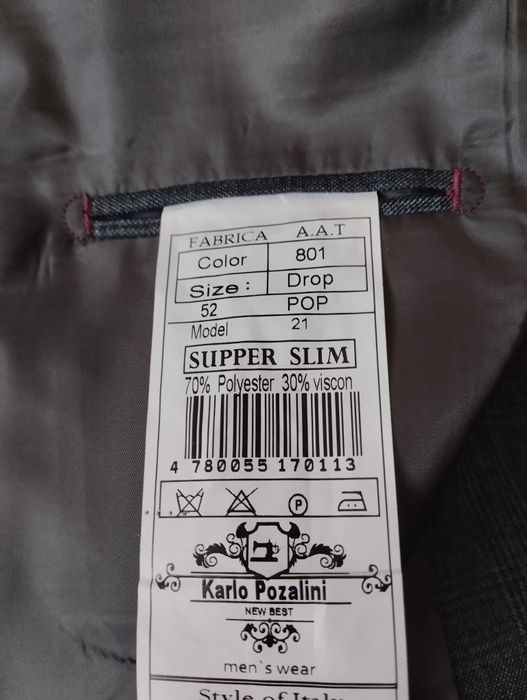 FABRICA A.A.T
Color 801
Size : Drop
52 POP
Model 21
SUPPER SLIM
70% Polyester 30% viscon
4 780055 170113
P
Karlo Pozalini
NEW BEST
men`s wear
Style of Italy